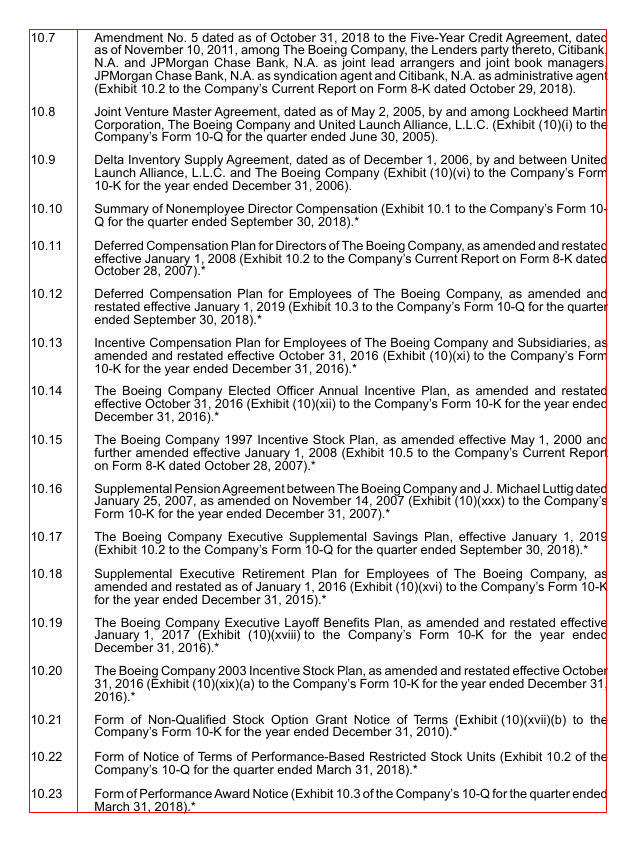 10.7 Amendment No. 5 dated as of October 31, 2018 to the Five-Year Credit Agreement, dated
as of November 10, 2011, among The Boeing Company, the Lenders party thereto, Citibank,
N.A. and JPMorgan Chase Bank, N.A. as joint lead arrangers and joint book managers,
JPMorgan Chase Bank, N.A. as syndication agent and Citibank, N.A. as administrative agent
(Exhibit 10.2 to the Company's Current Report on Form 8-K dated October 29, 2018).
10.8 Joint Venture Master Agreement, dated as of May 2, 2005, by and among Lockheed Martin
Corporation, The Boeing Company and United Launch Alliance, L.L.C. (Exhibit (10)(i) to the
Company's Form 10-Q for the quarter ended June 30, 2005).
10.9 Delta Inventory Supply Agreement, dated as of December 1, 2006, by and between United
Launch Alliance, L.L.C. and The Boeing Company (Exhibit (10)(vi) to the Company's Form
10-K for the year ended December 31, 2006).
10.10 Summary of Nonemployee Director Compensation (Exhibit 10.1 to the Company's Form 10-
Q for the quarter ended September 30, 2018).*
10.11 Deferred Compensation Plan for Directors of The Boeing Company, as amended and restated
effective January 1, 2008 (Exhibit 10.2 to the Company's Current Report on Form 8-K dated
October 28, 2007).*
10.12 Deferred Compensation Plan for Employees of The Boeing Company, as amended and
restated effective January 1, 2019 (Exhibit 10.3 to the Company's Form 10-Q for the quarter
ended September 30, 2018).*
10.13 Incentive Compensation Plan for Employees of The Boeing Company and Subsidiaries, as
amended and restated effective October 31, 2016 (Exhibit (10)(xi) to the Company's Form
10-K for the year ended December 31, 2016).*
10.14 The Boeing Company Elected Officer Annual Incentive Plan, as amended and restated
effective October 31, 2016 (Exhibit (10)(xii) to the Company's Form 10-K for the year ended
December 31, 2016).*
10.15 The Boeing Company 1997 Incentive Stock Plan, as amended effective May 1, 2000 and
further amended effective January 1, 2008 (Exhibit 10.5 to the Company's Current Report
on Form 8-K dated October 28, 2007).*
10.16 Supplemental Pension Agreement between The Boeing Company and J. Michael Luttig dated
January 25, 2007, as amended on November 14, 2007 (Exhibit (10)(xxx) to the Company's
Form 10-K for the year ended December 31, 2007).*
10.17 The Boeing Company Executive Supplemental Savings Plan, effective January 1, 2019
(Exhibit 10.2 to the Company's Form 10-Q for the quarter ended September 30, 2018).*
10.18 Supplemental Executive Retirement Plan for Employees of The Boeing Company, as
amended and restated as of January 1, 2016 (Exhibit (10)(xvi) to the Company's Form 10-K
for the year ended December 31, 2015).*
10.19 The Boeing Company Executive Layoff Benefits Plan, as amended and restated effective
January 1, 2017 (Exhibit (10)(xviii) to the Company's Form 10-K for the year ended
December 31, 2016).*
10.20 The Boeing Company 2003 Incentive Stock Plan, as amended and restated effective October
31, 2016 (Exhibit (10)(xix)(a) to the Company's Form 10-K for the year ended December 31,
2016).*
10.21 Form of Non-Qualified Stock Option Grant Notice of Terms (Exhibit (10)(xvii)(b) to the
Company's Form 10-K for the year ended December 31, 2010).*
10.22 Form of Notice of Terms of Performance-Based Restricted Stock Units (Exhibit 10.2 of the
Company's 10-Q for the quarter ended March 31, 2018).*
10.23 Form of Performance Award Notice (Exhibit 10.3 of the Company's 10-Q for the quarter ended
March 31, 2018).*